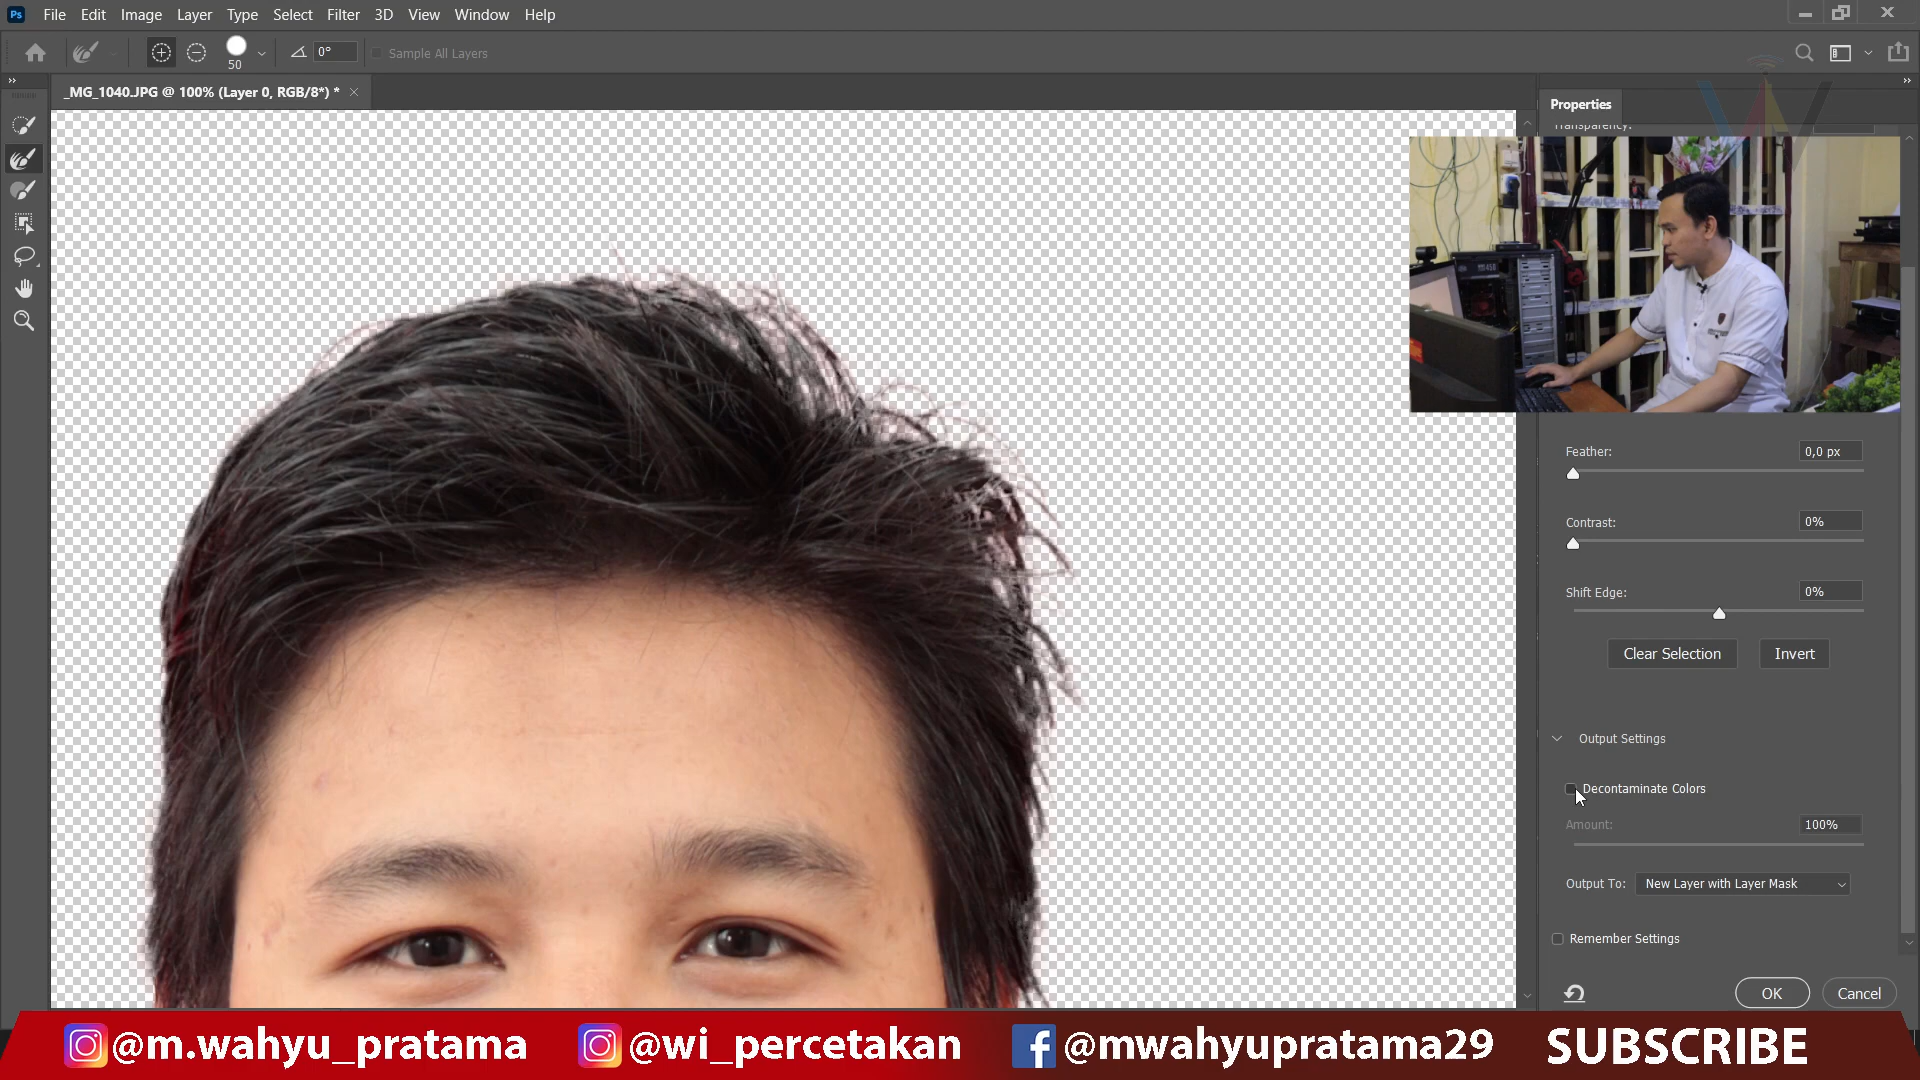 Ps File Edit Image Layer Type Select Filter 3D View Window Help
50 0° Sample All Layers
_MG_1040.JPG @ 100% (Layer 0, RGB/8*) *
Properties
Transparency:
Feather: 0,0 px
Contrast: 0%
Shift Edge: 0%
Clear Selection Invert
Output Settings
Decontaminate Colors
Amount: 100%
Output To: New Layer with Layer Mask
Remember Settings
OK Cancel
@m.wahyu_pratama @wi_percetakan @mwahyupratama29 SUBSCRIBE